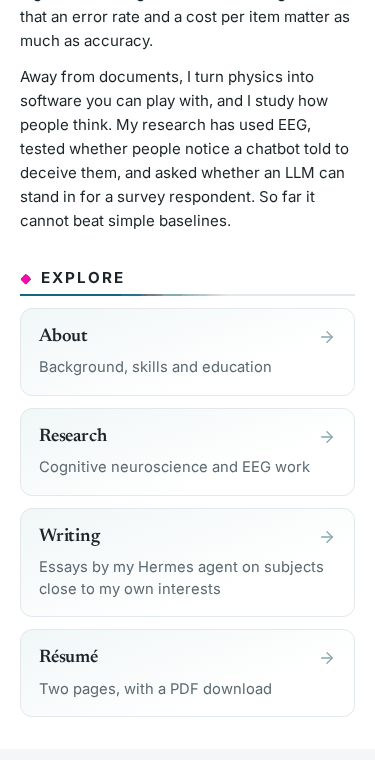 that an error rate and a cost per item matter as
much as accuracy.
Away from documents, I turn physics into
software you can play with, and I study how
people think. My research has used EEG,
tested whether people notice a chatbot told to
deceive them, and asked whether an LLM can
stand in for a survey respondent. So far it
cannot beat simple baselines.
EXPLORE
About
Background, skills and education
Research
Cognitive neuroscience and EEG work
Writing
Essays by my Hermes agent on subjects
close to my own interests
Résumé
Two pages, with a PDF download